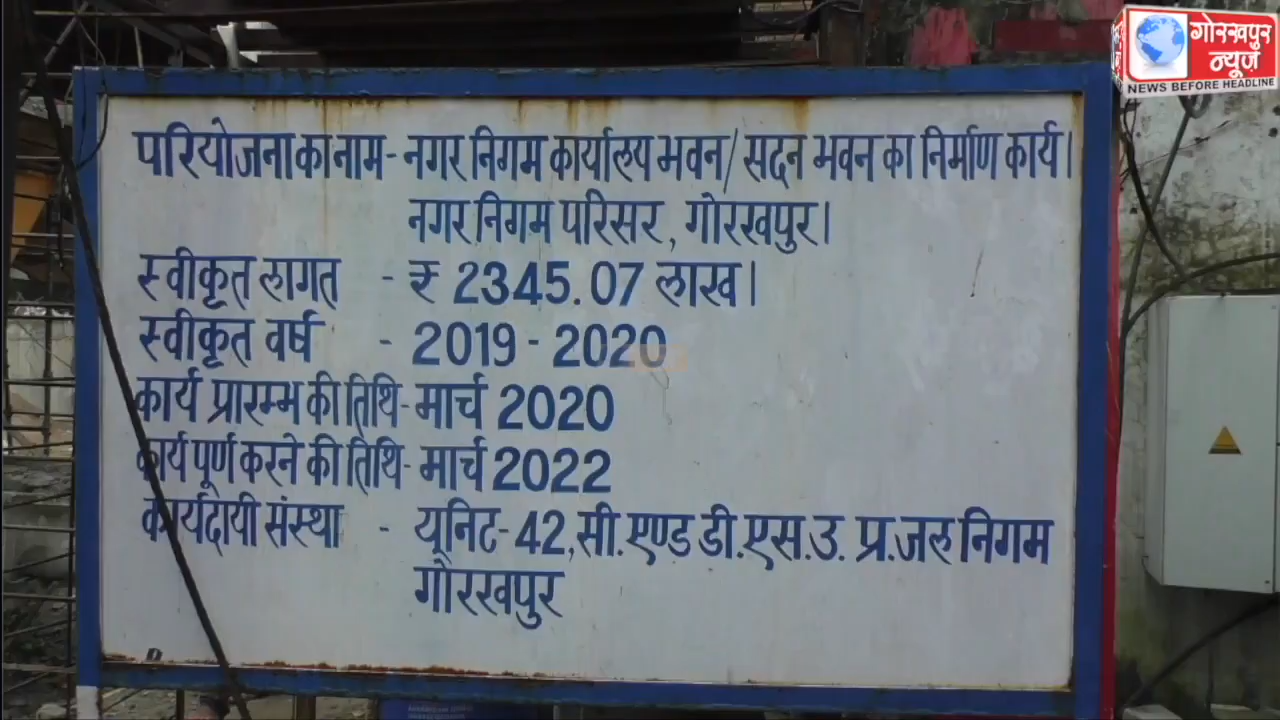 गोरखपुर
न्यूज़
NEWS BEFORE HEADLINE
परियोजना का नाम - नगर निगम कार्यालय भवन/ सदन भवन का निर्माण कार्य।
नगर निगम परिसर, गोरखपुर।
स्वीकृत लागत - ₹ 2345.07 लाख।
स्वीकृत वर्ष - 2019 - 2020
कार्य प्रारम्भ की तिथि - मार्च 2020
कार्य पूर्ण करने की तिथि - मार्च 2022
कार्यदायी संस्था - यूनिट-42, सी.एण्ड डी.एस.उ. प्र.जल निगम
गोरखपुर